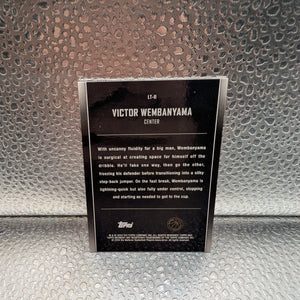 LT-8
VICTOR WEMBANYAMA
CENTER
With uncanny fluidity for a big man, Wembanyama
is surgical at creating space for himself off the
dribble. He'll fake one way, then go the other,
freezing his defender before transitioning into a silky
step-back jumper. On the fast break, Wembanyama is
lightning-quick but also fully under control, stopping
and starting as needed to get to the cup.
Topps